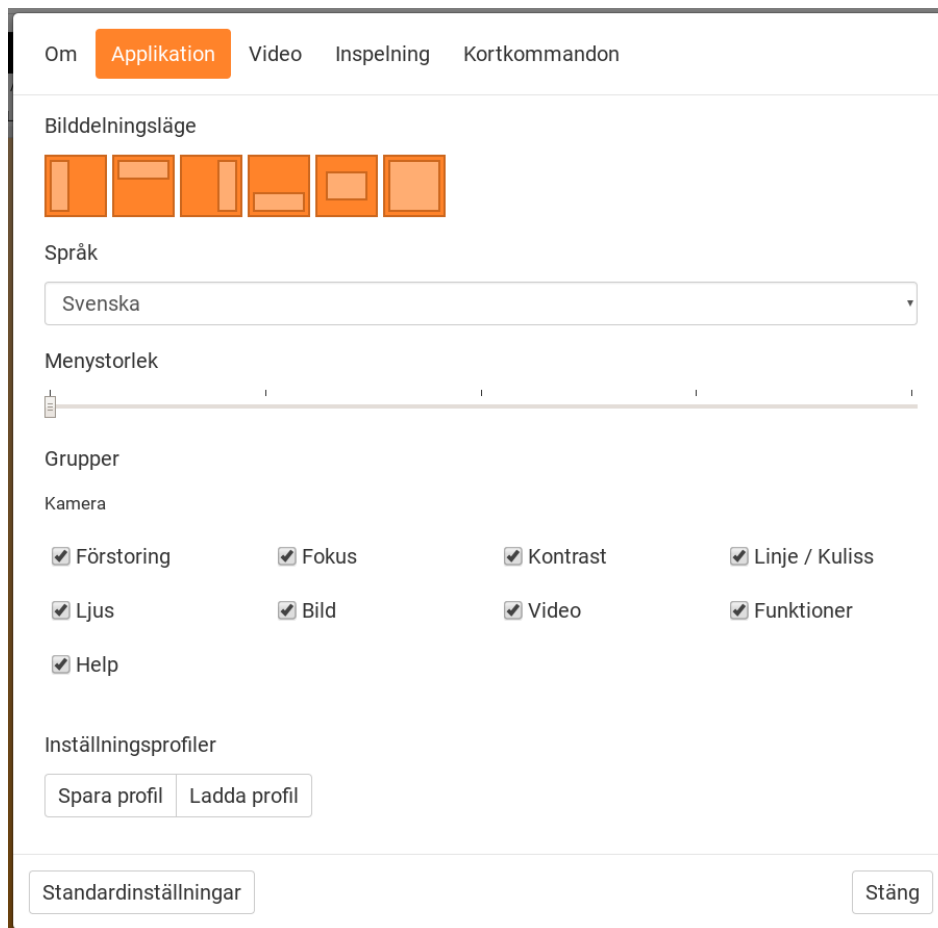 Om Applikation Video Inspelning Kortkommandon
Bilddelningsläge
Språk
Svenska
Menystorlek
Grupper
Kamera
Förstoring Fokus Kontrast Linje / Kuliss
Ljus Bild Video Funktioner
Help
Inställningsprofiler
Spara profil Ladda profil
Standardinställningar Stäng